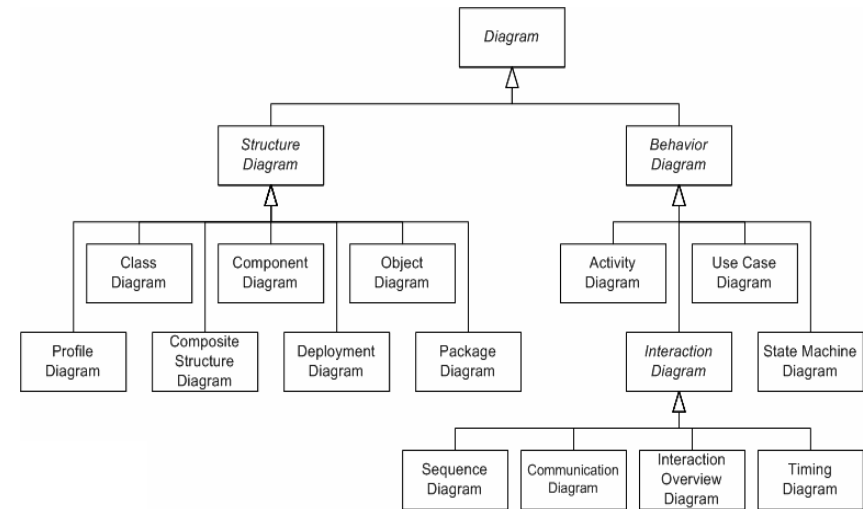 Diagram
Structure
Diagram
Behavior
Diagram
Class
Diagram
Component
Diagram
Object
Diagram
Activity
Diagram
Use Case
Diagram
Profile
Diagram
Composite
Structure
Diagram
Deployment
Diagram
Package
Diagram
Interaction
Diagram
State Machine
Diagram
Sequence
Diagram
Communication
Diagram
Interaction
Overview
Diagram
Timing
Diagram